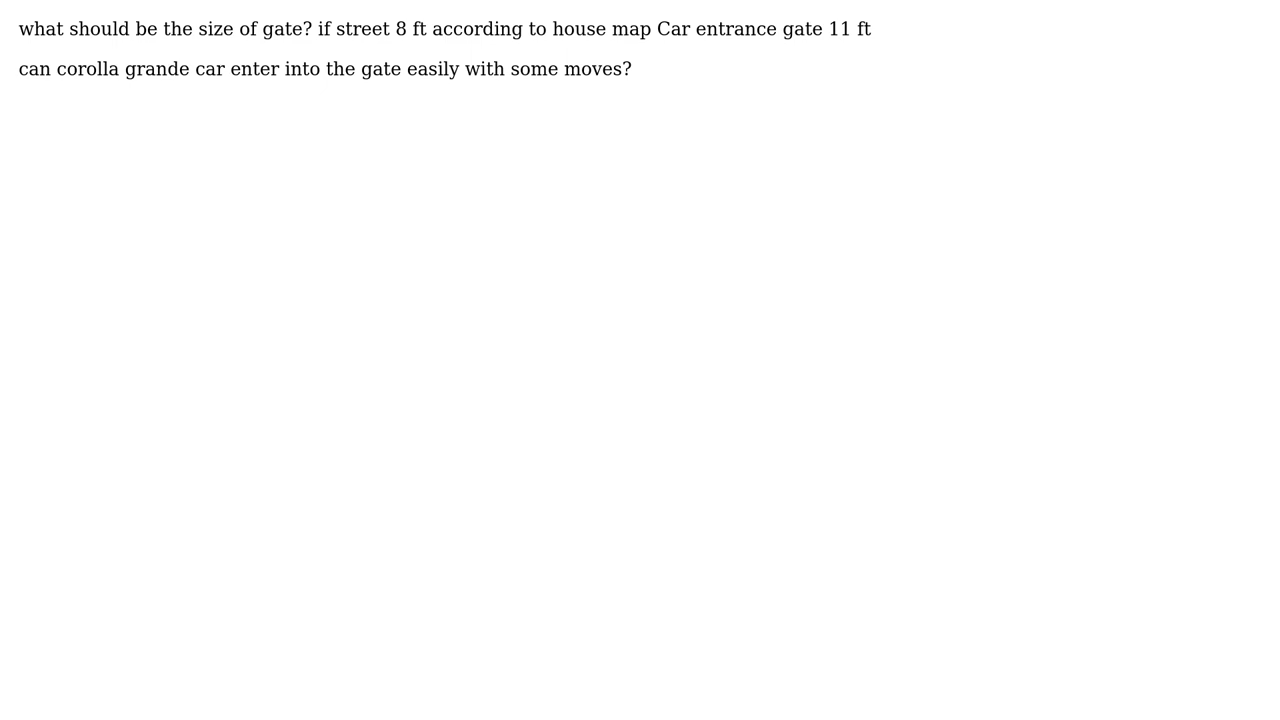 what should be the size of gate? if street 8 ft according to house map Car entrance gate 11 ft
can corolla grande car enter into the gate easily with some moves?